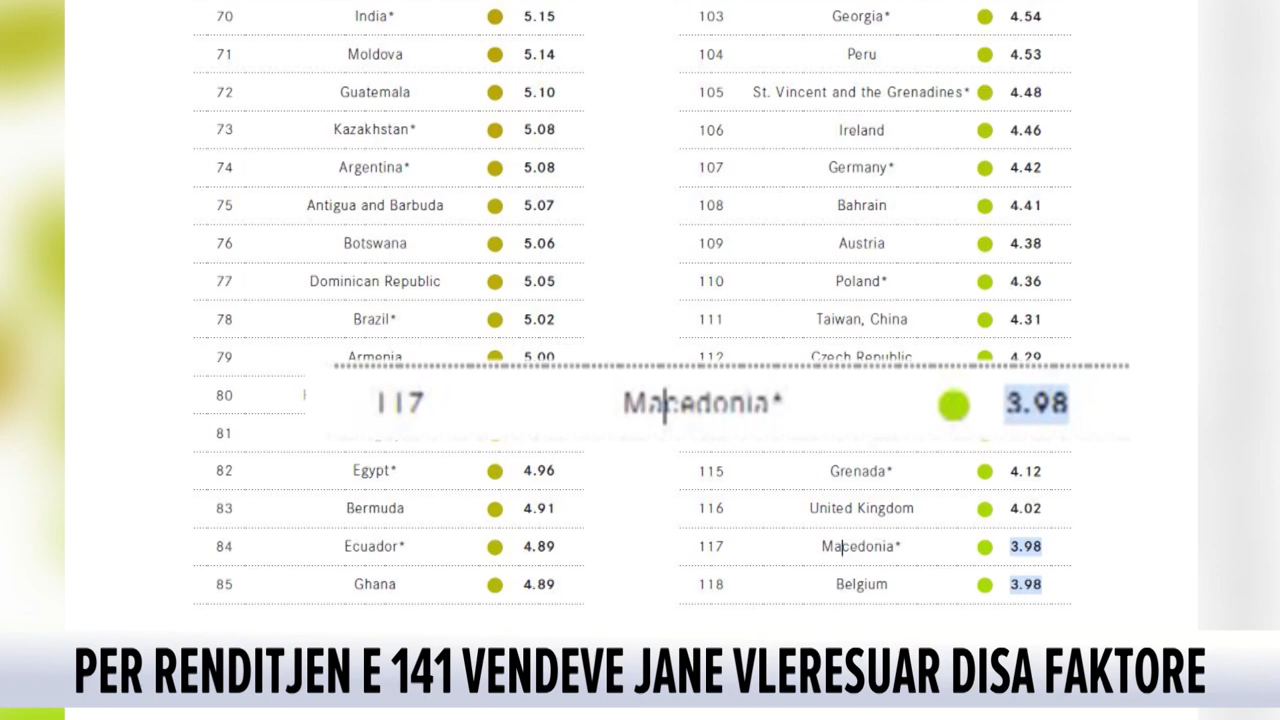 70 India* 5.15
71 Moldova 5.14
72 Guatemala 5.10
73 Kazakhstan* 5.08
74 Argentina* 5.08
75 Antigua and Barbuda 5.07
76 Botswana 5.06
77 Dominican Republic 5.05
78 Brazil* 5.02
79 Armenia 5.00
80
81
82 Egypt* 4.96
83 Bermuda 4.91
84 Ecuador* 4.89
85 Ghana 4.89
103 Georgia* 4.54
104 Peru 4.53
105 St. Vincent and the Grenadines* 4.48
106 Ireland 4.46
107 Germany* 4.42
108 Bahrain 4.41
109 Austria 4.38
110 Poland* 4.36
111 Taiwan, China 4.31
112 Czech Republic 4.29
117 Macedonia* 3.98
115 Grenada* 4.12
116 United Kingdom 4.02
117 Macedonia* 3.98
118 Belgium 3.98
PER RENDITJEN E 141 VENDEVE JANE VLERESUAR DISA FAKTORE